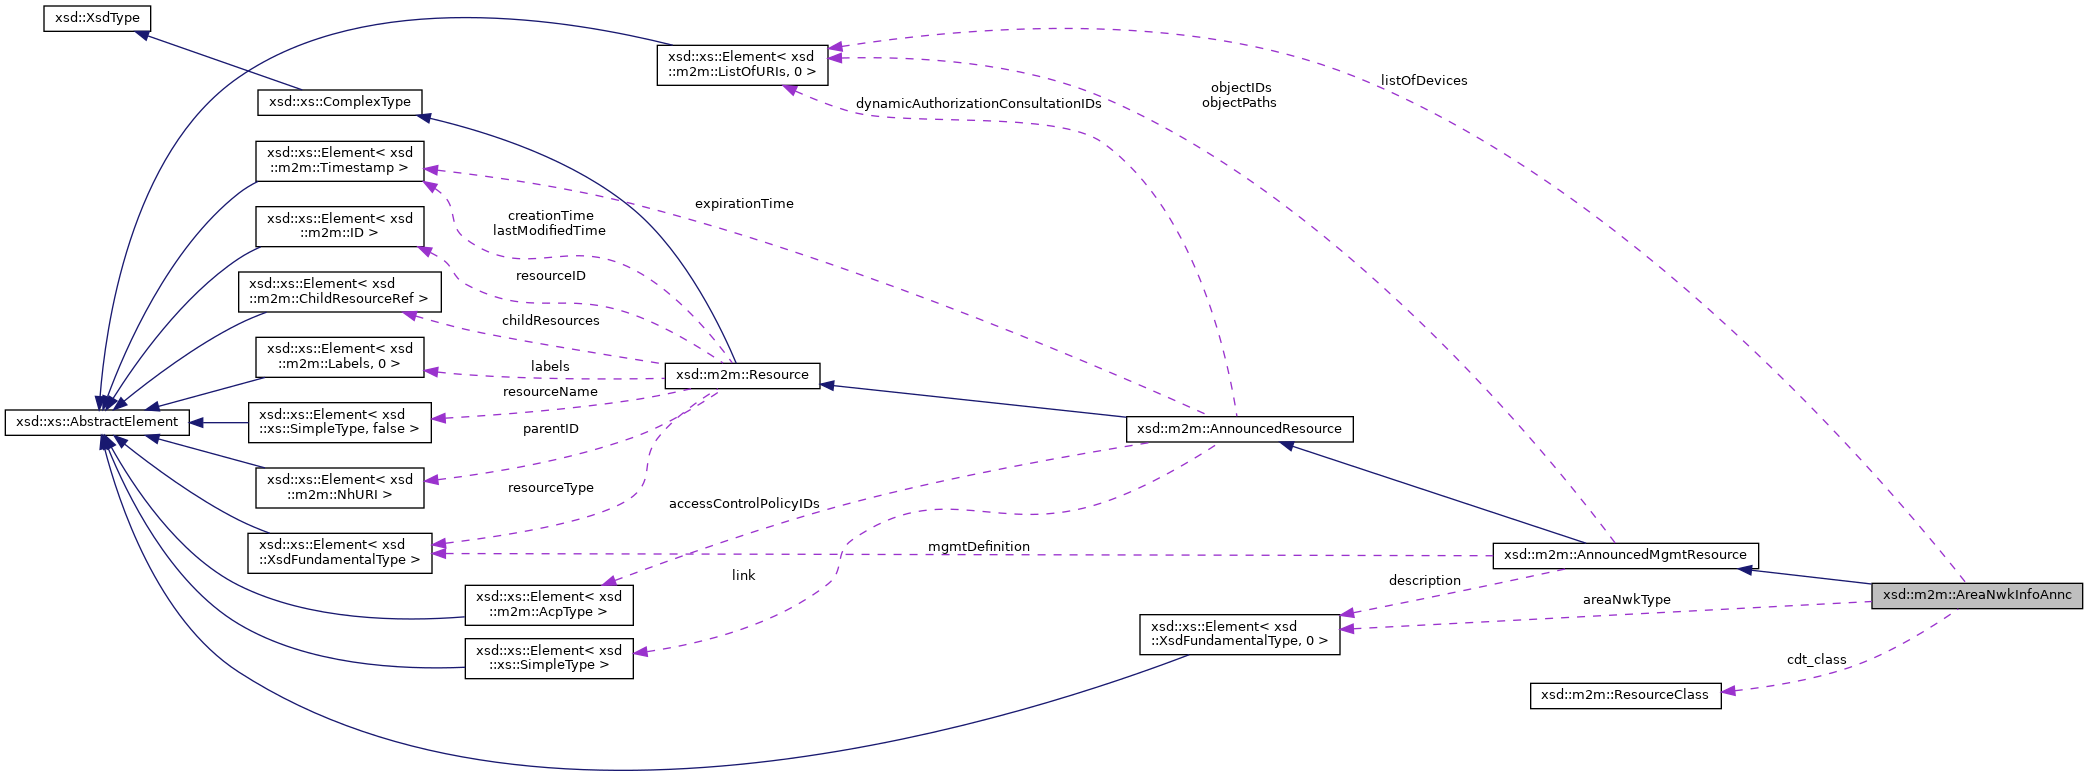 xsd::XsdType
xsd::xs::Element< xsd
::m2m::ListOfURIs, 0 >
listOfDevices
objectIDs
objectPaths
xsd::xs::ComplexType
dynamicAuthorizationConsultationIDs
xsd::xs::Element< xsd
::m2m::Timestamp >
expirationTime
xsd::xs::Element< xsd
::m2m::ID >
creationTime
lastModifiedTime
resourceID
xsd::xs::Element< xsd
::m2m::ChildResourceRef >
childResources
xsd::xs::Element< xsd
::m2m::Labels, 0 >
labels
xsd::m2m::Resource
resourceName
xsd::xs::AbstractElement
xsd::xs::Element< xsd
::xs::SimpleType, false >
parentID
xsd::m2m::AnnouncedResource
xsd::xs::Element< xsd
::m2m::NhURI >
resourceType
accessControlPolicyIDs
xsd::xs::Element< xsd
::XsdFundamentalType >
mgmtDefinition
xsd::m2m::AnnouncedMgmtResource
link
description
xsd::xs::Element< xsd
::m2m::AcpType >
areaNwkType
xsd::m2m::AreaNwkInfoAnnc
xsd::xs::Element< xsd
::XsdFundamentalType, 0 >
xsd::xs::Element< xsd
::xs::SimpleType >
cdt_class
xsd::m2m::ResourceClass